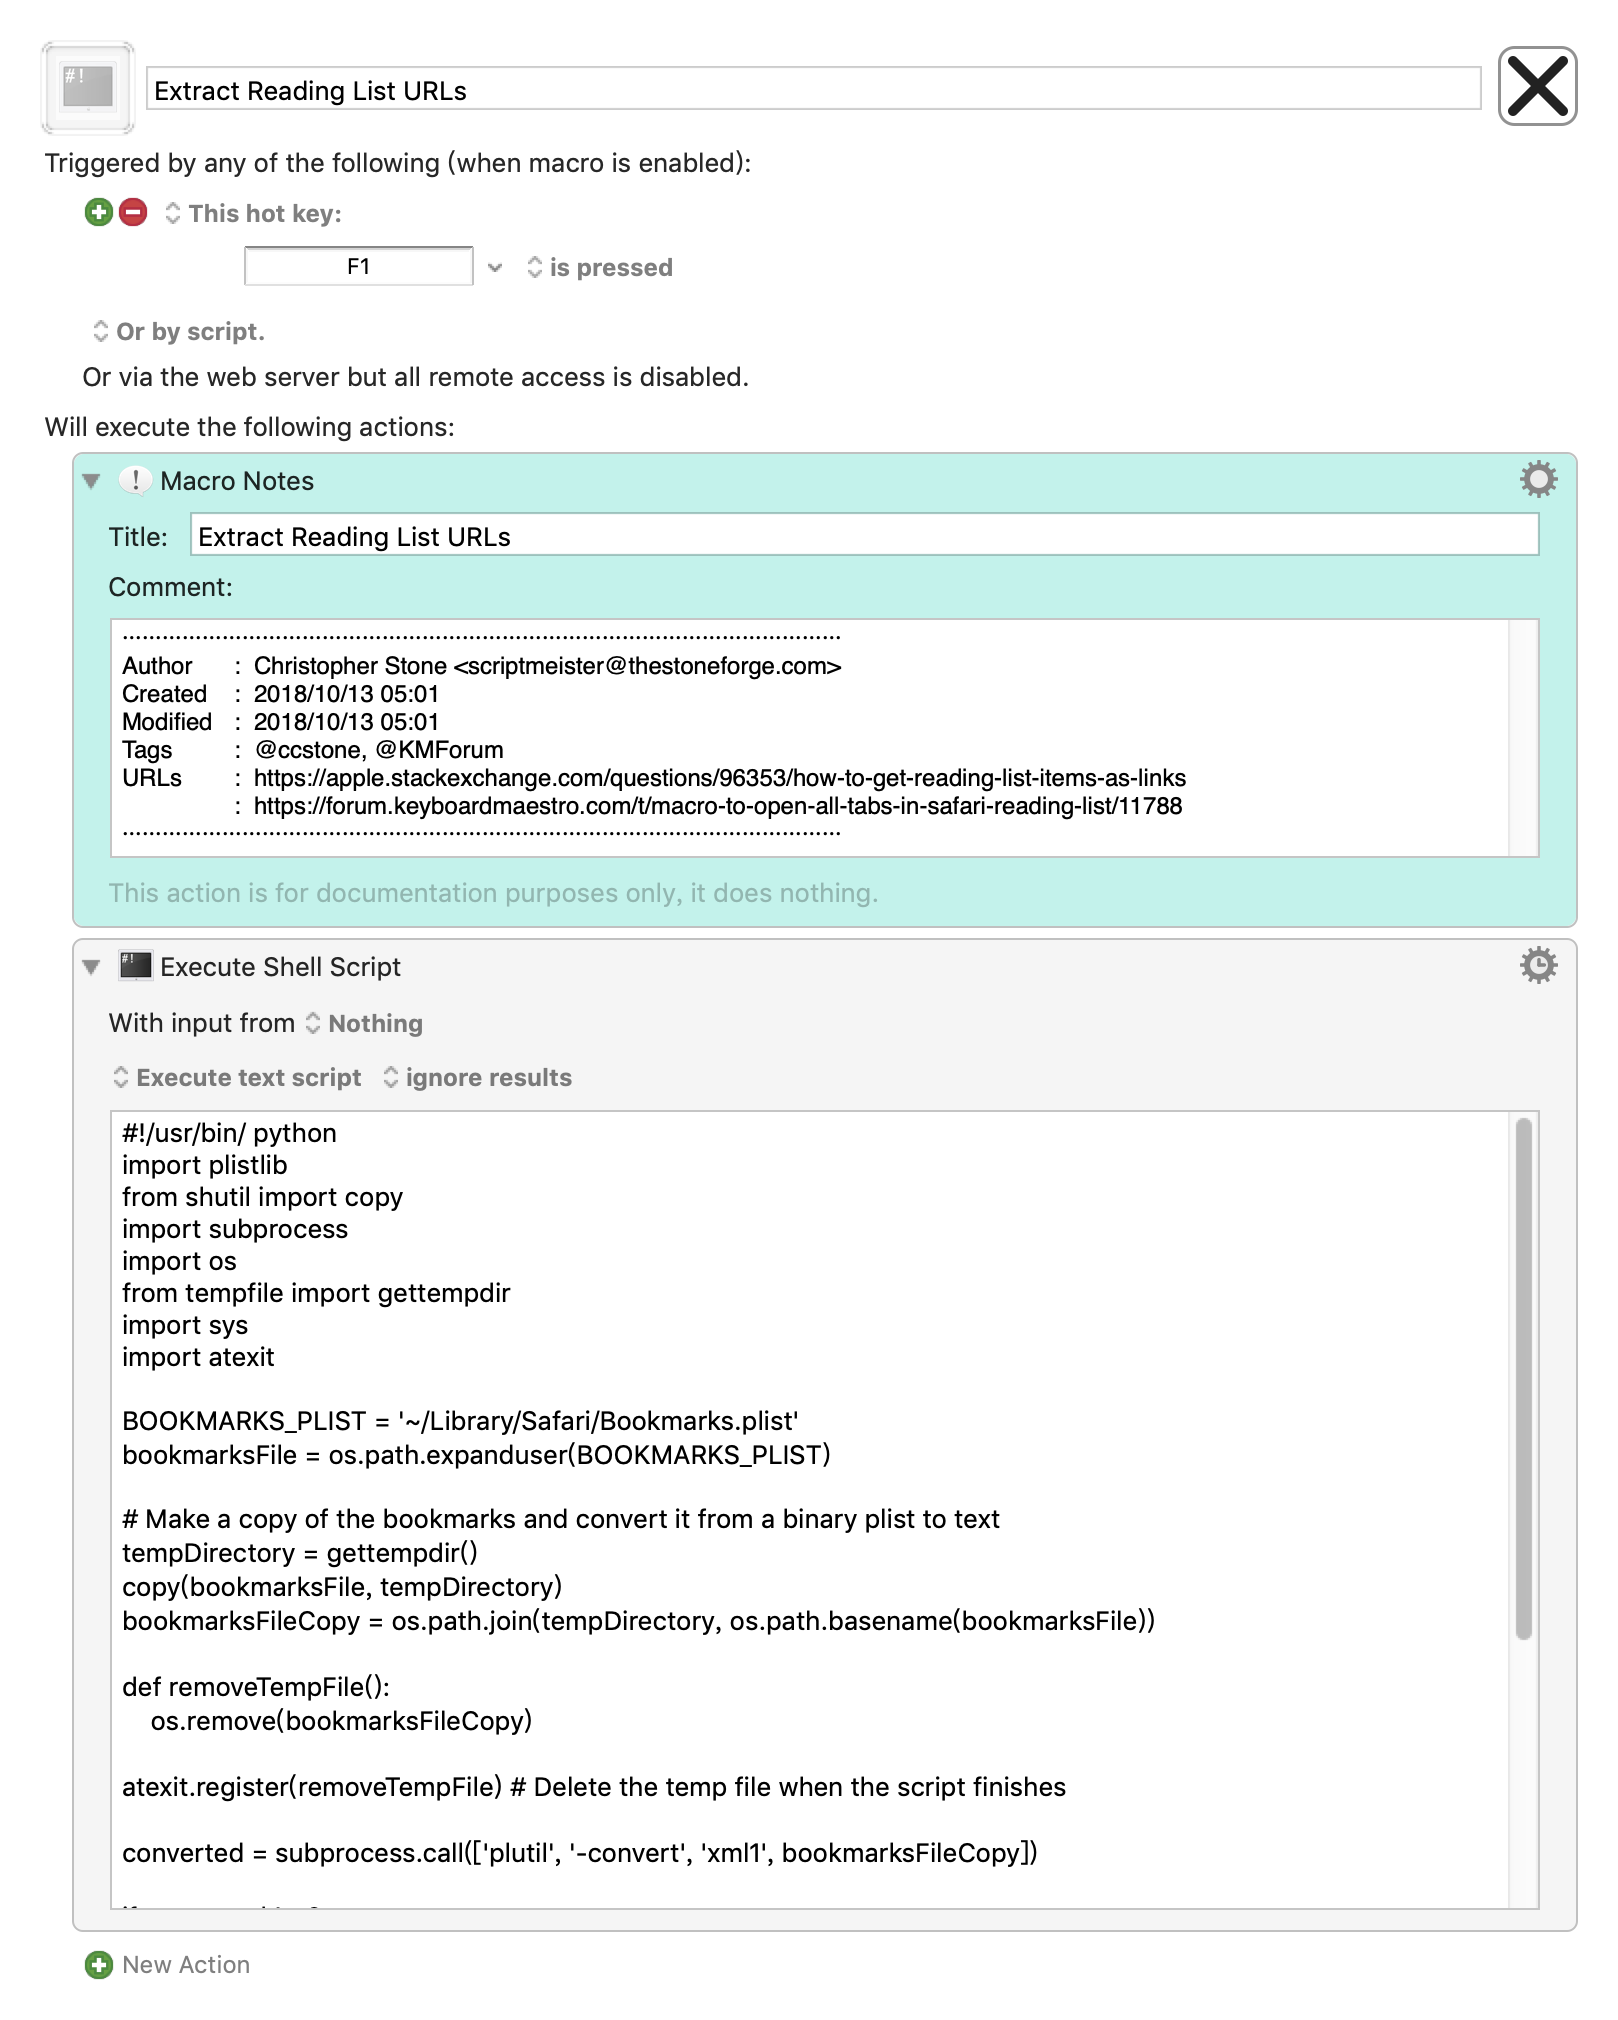 #!
Extract Reading List URLs
Triggered by any of the following (when macro is enabled):
This hot key:
F1 is pressed
Or by script.
Or via the web server but all remote access is disabled.
Will execute the following actions:
! Macro Notes
Title: Extract Reading List URLs
Comment:
Author : Christopher Stone <scriptmeister@thestoneforge.com>
Created : 2018/10/13 05:01
Modified : 2018/10/13 05:01
Tags : @ccstone, @KMForum
URLs : https://apple.stackexchange.com/questions/96353/how-to-get-reading-list-items-as-links
: https://forum.keyboardmaestro.com/t/macro-to-open-all-tabs-in-safari-reading-list/11788
This action is for documentation purposes only, it does nothing.
#! Execute Shell Script
With input from Nothing
Execute text script ignore results
#!/usr/bin/ python
import plistlib
from shutil import copy
import subprocess
import os
from tempfile import gettempdir
import sys
import atexit
BOOKMARKS_PLIST = '~/Library/Safari/Bookmarks.plist'
bookmarksFile = os.path.expanduser(BOOKMARKS_PLIST)
# Make a copy of the bookmarks and convert it from a binary plist to text
tempDirectory = gettempdir()
copy(bookmarksFile, tempDirectory)
bookmarksFileCopy = os.path.join(tempDirectory, os.path.basename(bookmarksFile))
def removeTempFile():
    os.remove(bookmarksFileCopy)
atexit.register(removeTempFile) # Delete the temp file when the script finishes
converted = subprocess.call(['plutil', '-convert', 'xml1', bookmarksFileCopy])
New Action